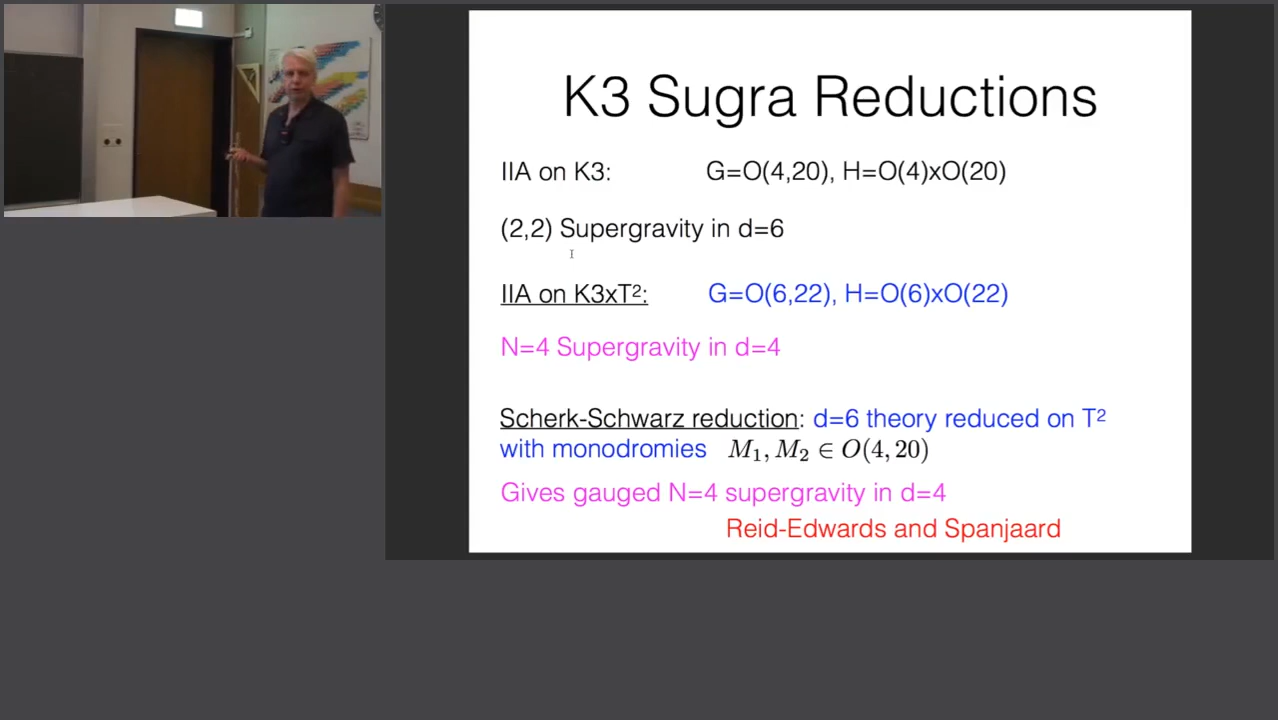 K3 Sugra Reductions
IIA on K3: G=O(4,20), H=O(4)xO(20)
(2,2) Supergravity in d=6
IIA on K3xT²: G=O(6,22), H=O(6)xO(22)
N=4 Supergravity in d=4
Scherk-Schwarz reduction: d=6 theory reduced on T²
with monodromies M₁, M₂ ∈ O(4, 20)
Gives gauged N=4 supergravity in d=4
Reid-Edwards and Spanjaard